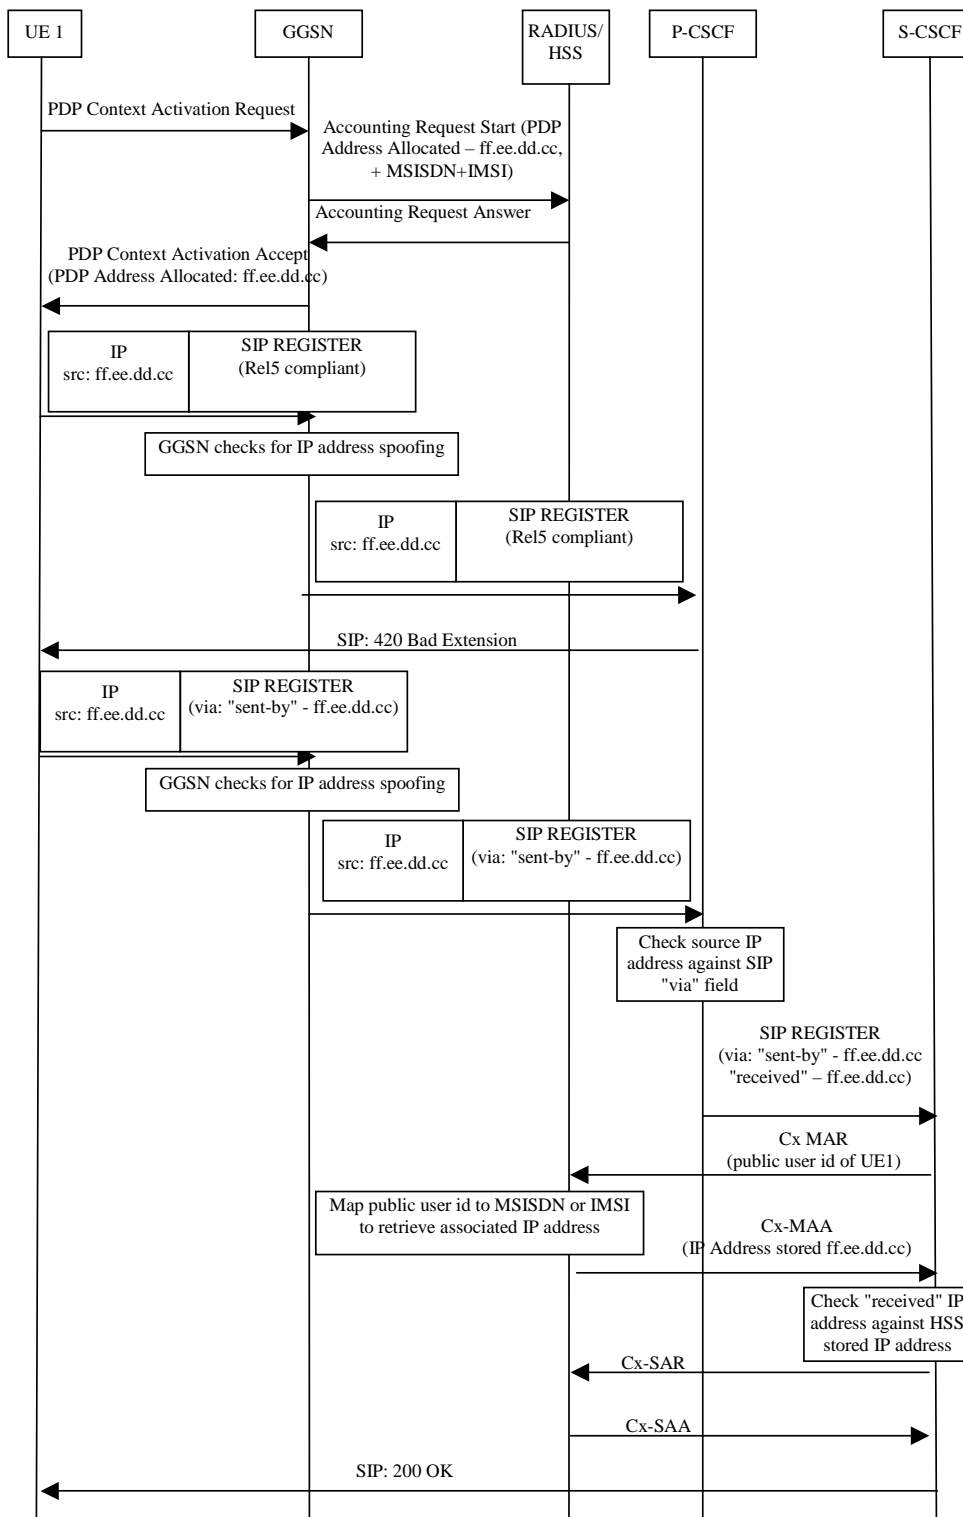 UE 1
GGSN
RADIUS/
HSS
P-CSCF
S-CSCF
PDP Context Activation Request
Accounting Request Start (PDP
Address Allocated – ff.ee.dd.cc,
+ MSISDN+IMSI)
Accounting Request Answer
PDP Context Activation Accept
(PDP Address Allocated: ff.ee.dd.cc)
IP
src: ff.ee.dd.cc
SIP REGISTER
(Rel5 compliant)
GGSN checks for IP address spoofing
IP
src: ff.ee.dd.cc
SIP REGISTER
(Rel5 compliant)
SIP: 420 Bad Extension
IP
src: ff.ee.dd.cc
SIP REGISTER
(via: "sent-by" - ff.ee.dd.cc)
GGSN checks for IP address spoofing
IP
src: ff.ee.dd.cc
SIP REGISTER
(via: "sent-by" - ff.ee.dd.cc)
Check source IP
address against SIP
"via" field
SIP REGISTER
(via: "sent-by" - ff.ee.dd.cc
"received" – ff.ee.dd.cc)
Cx MAR
(public user id of UE1)
Map public user id to MSISDN or IMSI
to retrieve associated IP address
Cx-MAA
(IP Address stored ff.ee.dd.cc)
Check "received" IP
address against HSS
stored IP address
Cx-SAR
Cx-SAA
SIP: 200 OK